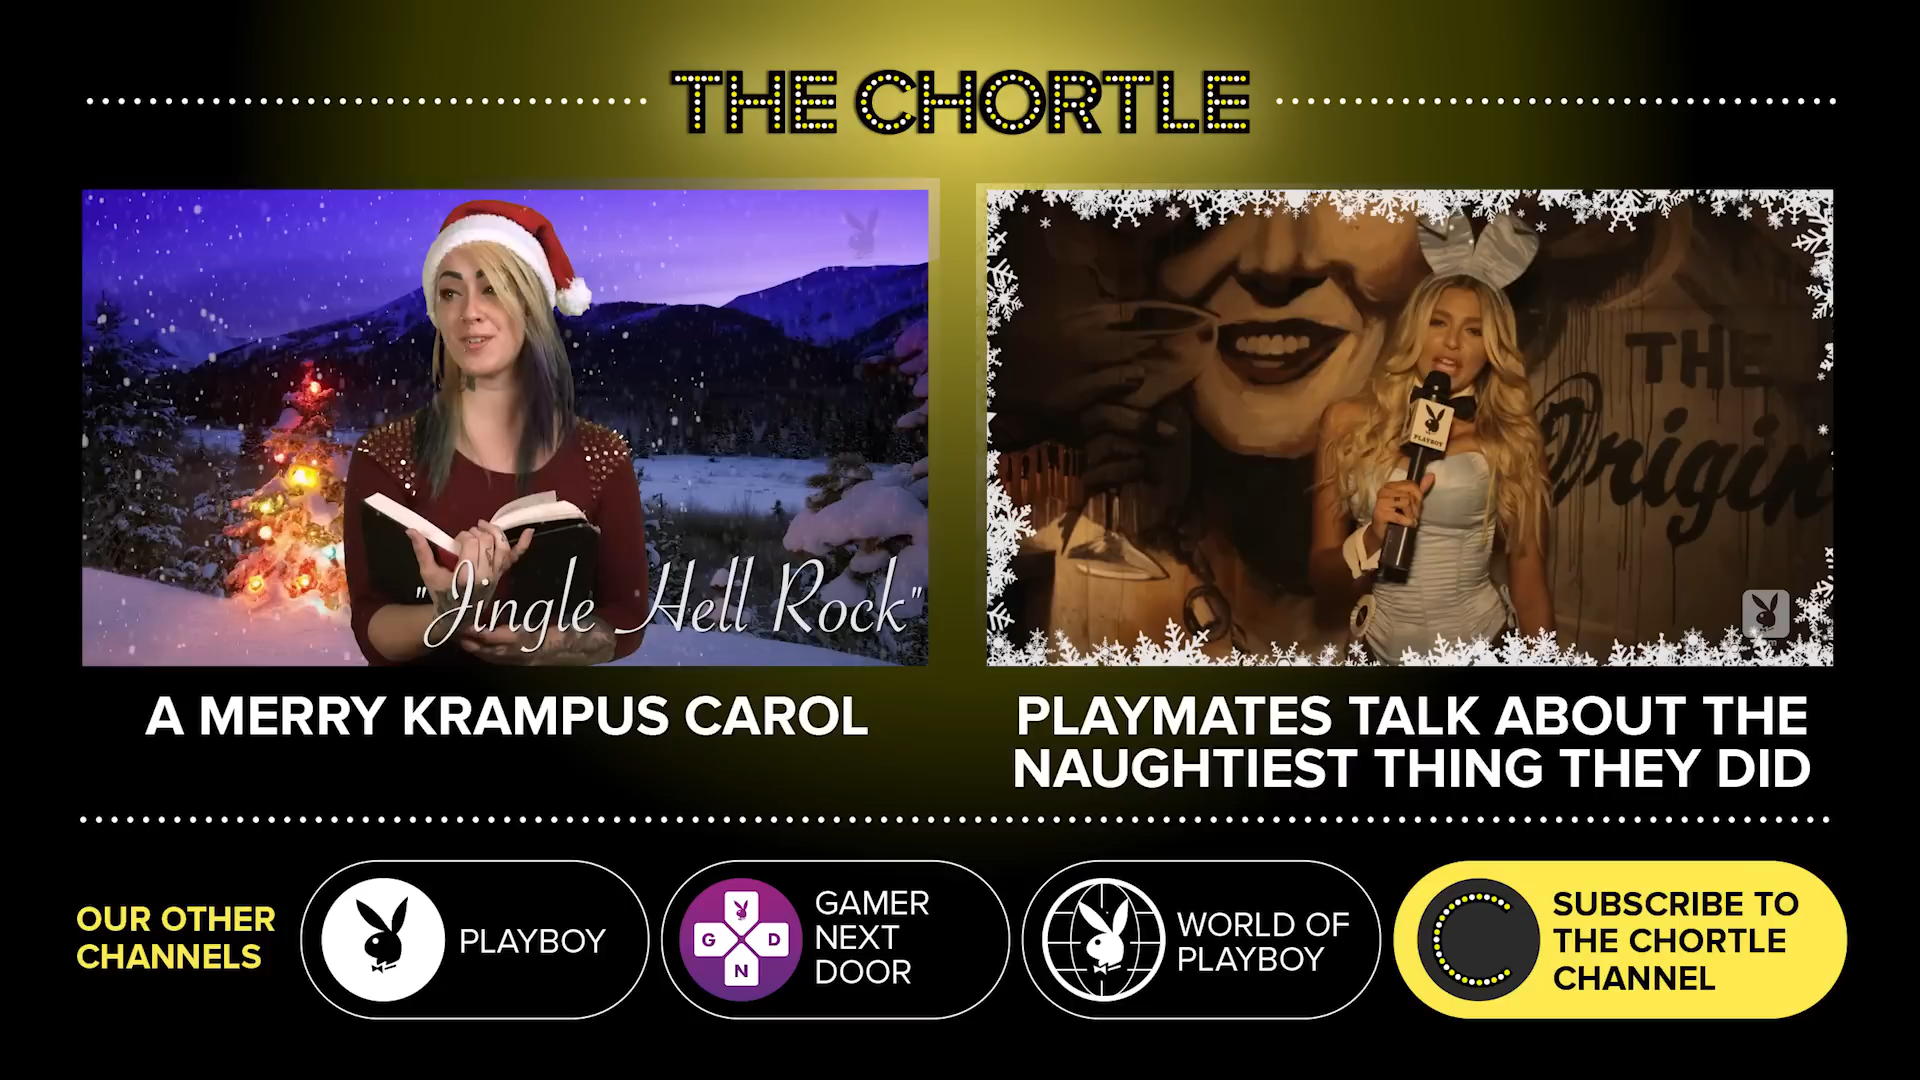 THE CHORTLE
"Jingle Hell Rock"
THE
Origin
PLAYBOY
A MERRY KRAMPUS CAROL
PLAYMATES TALK ABOUT THE
NAUGHTIEST THING THEY DID
OUR OTHER
CHANNELS
PLAYBOY
G D
N
GAMER
NEXT
DOOR
WORLD OF
PLAYBOY
C
SUBSCRIBE TO
THE CHORTLE
CHANNEL